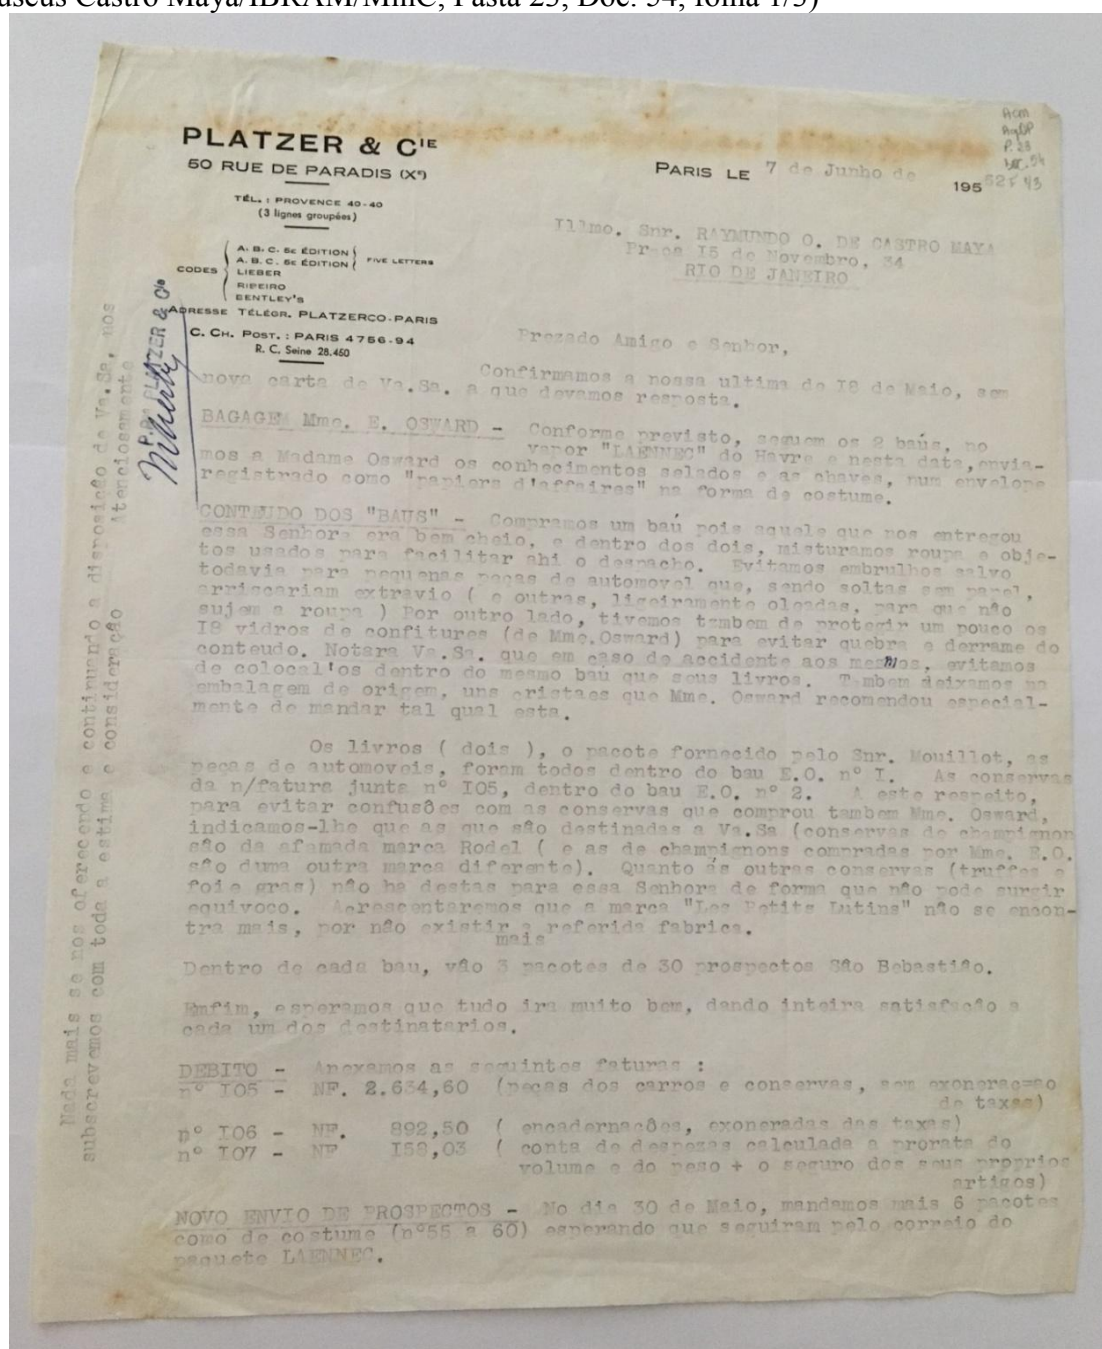 useus Castro Maya/IBRAM/MinC, Pasta 23, Doc. 54, folha 1/3)
ACM
P. 23
PLATZER & CIE
50 RUE DE PARADIS (Xe)
TÉL. : PROVENCE 40-40
(3 lignes groupées)
CODES
A. B. C. 5e ÉDITION
A. B. C. 6e ÉDITION
FIVE LETTERS
LIEBER
RIBEIRO
BENTLEY'S
ADRESSE TÉLÉGR. PLATZERCO-PARIS
C. CH. POST. : PARIS 4756-94
R. C. Seine 28.450
PARIS LE 7 de Junho de 195
Illmo. Snr. RAYMUNDO O. DE CASTRO MAYA
Praça I5 de Novembro, 34
RIO DE JANEIRO
Prezado Amigo e Senhor,
Confirmamos a nossa ultima de I8 de Maio, sem
nova carta de Va.Sa. a que devamos resposta.
BAGAGEM Mme. E. OSWARD - Conforme previsto, seguem os 2 baús, no
vapor "LAENNEC" do Havre e nesta data, envia-
mos a Madame Osward os conhecimentos selados e as chaves, num envelope
registrado como "papiers d'affaires" na forma de costume.
CONTEUDO DOS "BAUS" - Compramos um baú pois aquele que nos entregou
essa Senhora era bem cheio, e dentro dos dois, misturamos roupa e obje-
tos usados para facilitar ahi o despacho. Evitamos embrulhos salvo
todavia para pequenas peças de automovel que, sendo soltas sem papel,
arriscariam extravio ( e outras, ligeiramente oleadas, para que não
sujem a roupa ) Por outro lado, tivemos tambem de protegir um pouco os
I8 vidros de confitures (de Mme.Osward) para evitar quebra e derrame do
conteudo. Notara Va.Sa. que em caso de accidente aos mesmos, evitamos
de colocal'os dentro do mesmo baú que seus livros. Tambem deixamos na
embalagem de origem, uns cristaes que Mme. Osward recomendou especial-
mente de mandar tal qual esta.
Os livros ( dois ), o pacote fornecido pelo Snr. Mouillot, as
peças de automoveis, foram todos dentro do bau E.O. nº I. As conservas
da n/fatura junta nº I05, dentro do bau E.O. nº 2. A este respeito,
para evitar confusões com as conservas que comprou tambem Mme. Osward,
indicamos-lhe que as que são destinadas a Va.Sa (conservas de champignon
são da afamada marca Rodel ( e as de champignons compradas por Mme. E.O.
são duma outra marca diferente). Quanto ás outras conservas (truffes e
foie gras) não ha destas para essa Senhora de forma que não pode surgir
equivoco. Acrescentaremos que a marca "Les Petits Lutins" não se encon-
tra mais, por não existir a referida fabrica.
mais
Dentro de cada bau, vão 3 pacotes de 30 prospectos São Bebastião.
Emfim, esperamos que tudo ira muito bem, dando inteira satisfação a
cada um dos destinatarios.
DEBITO - Anexamos as seguintes faturas :
nº I05 - NF. 2.634,60 (peças dos carros e conservas, sem exoneraç=ao
de taxas)
nº I06 - NF. 892,50 ( encadernações, exoneradas das taxas)
nº I07 - NF I58,03 ( conta de despezas calculada a prorata do
volume e do peso + o seguro dos seus proprios
artigos)
NOVO ENVIO DE PROSPECTOS - No dia 30 de Maio, mandamos mais 6 pacotes
como de costume (nº55 a 60) esperando que seguiram pelo correio do
paquete LAENNEC.
Nada mais se nos oferecendo e continuando a disposição de Va.Sa, nos
subscrevemos com toda a estima e consideração
Atenciosamente
P. PLATZER & Cie